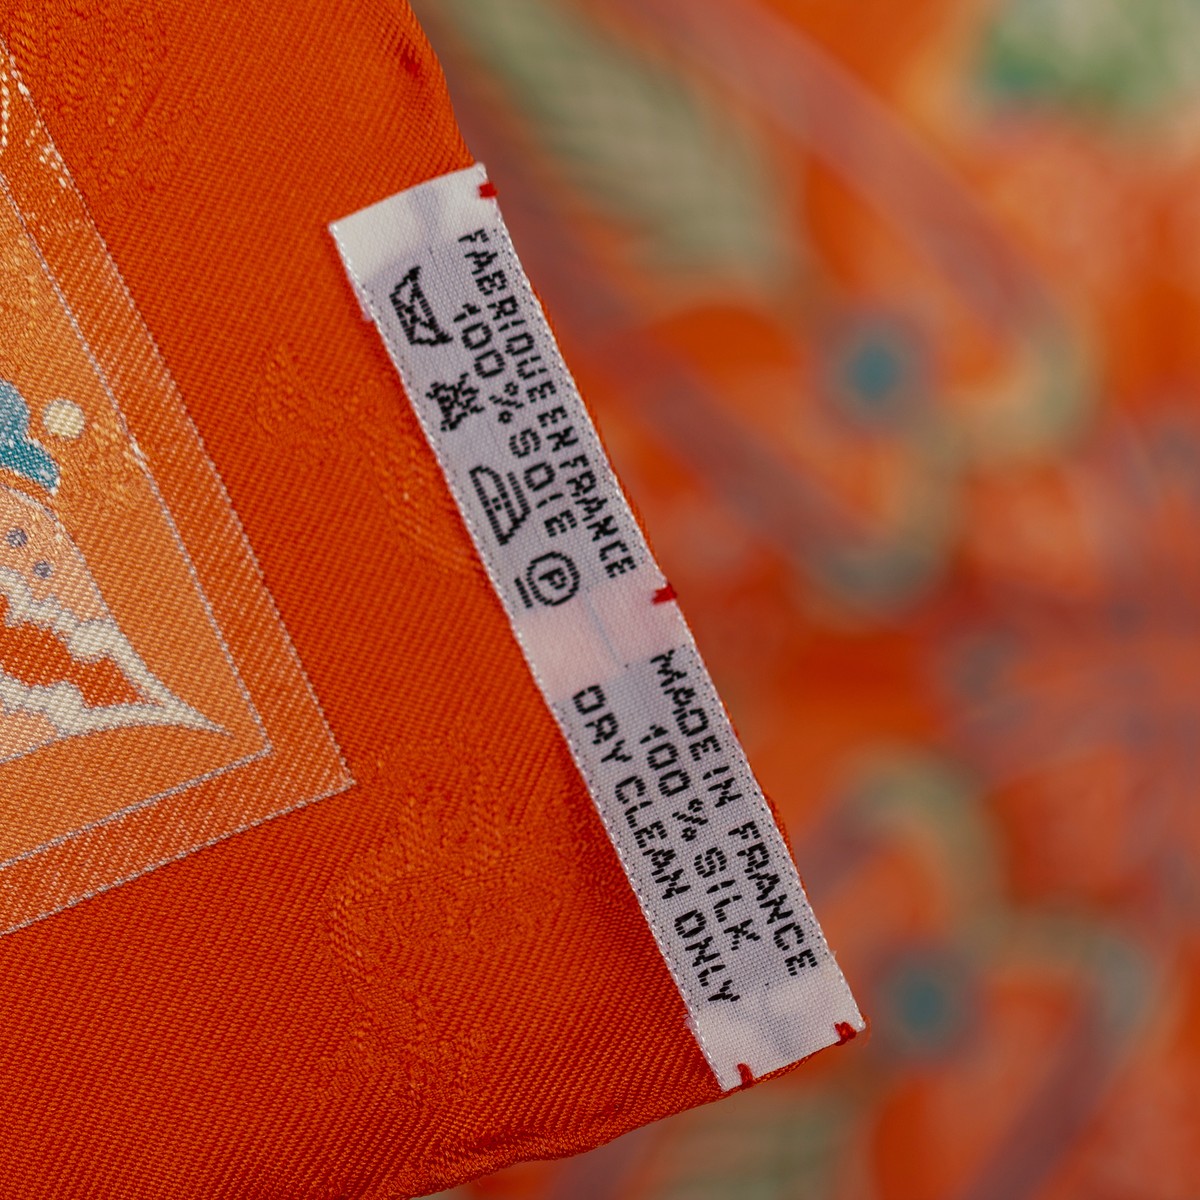 FABRIQUE EN FRANCE
100 % SOIE
P
MADE IN FRANCE
100 % SILK
DRY CLEAN ONLY